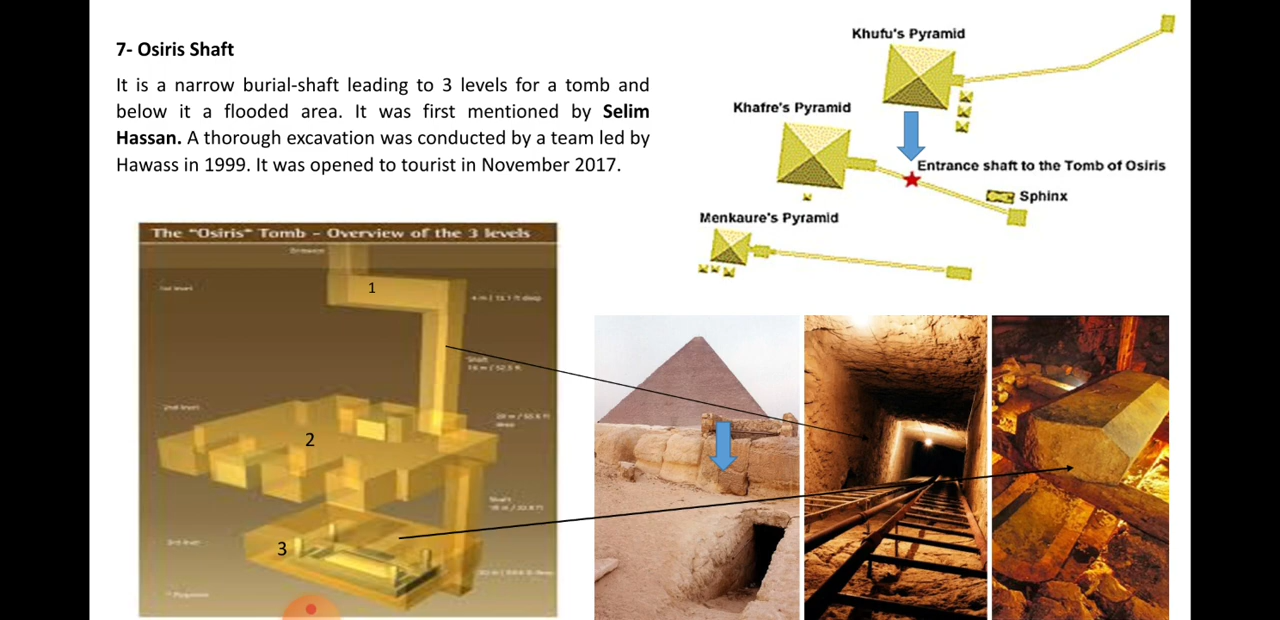 7- Osiris Shaft
It is a narrow burial-shaft leading to 3 levels for a tomb and
below it a flooded area. It was first mentioned by Selim
Hassan. A thorough excavation was conducted by a team led by
Hawass in 1999. It was opened to tourist in November 2017.
Khufu's Pyramid
Khafre's Pyramid
Entrance shaft to the Tomb of Osiris
Sphinx
Menkaure's Pyramid
The "Osiris" Tomb - Overview of the 3 levels
1
2
3